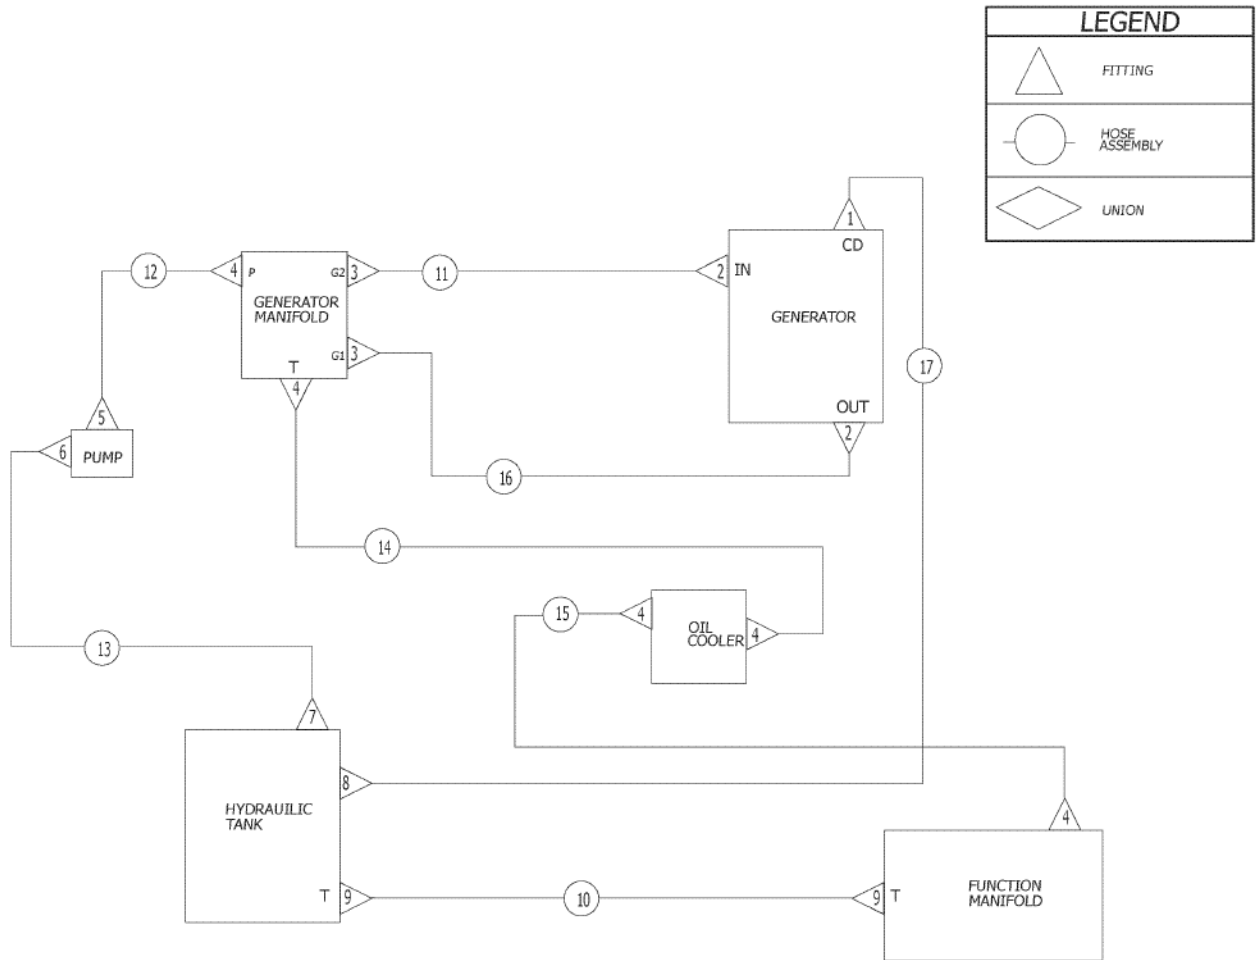 LEGEND
FITTING
HOSE
ASSEMBLY
UNION
1
CD
12
4
P
G2
3
11
2
IN
GENERATOR
MANIFOLD
GENERATOR
G1
3
T
4
17
OUT
2
5
6
PUMP
16
14
15
4
OIL
COOLER
4
13
7
8
HYDRAUILIC
TANK
4
T
9
10
9
T
FUNCTION
MANIFOLD